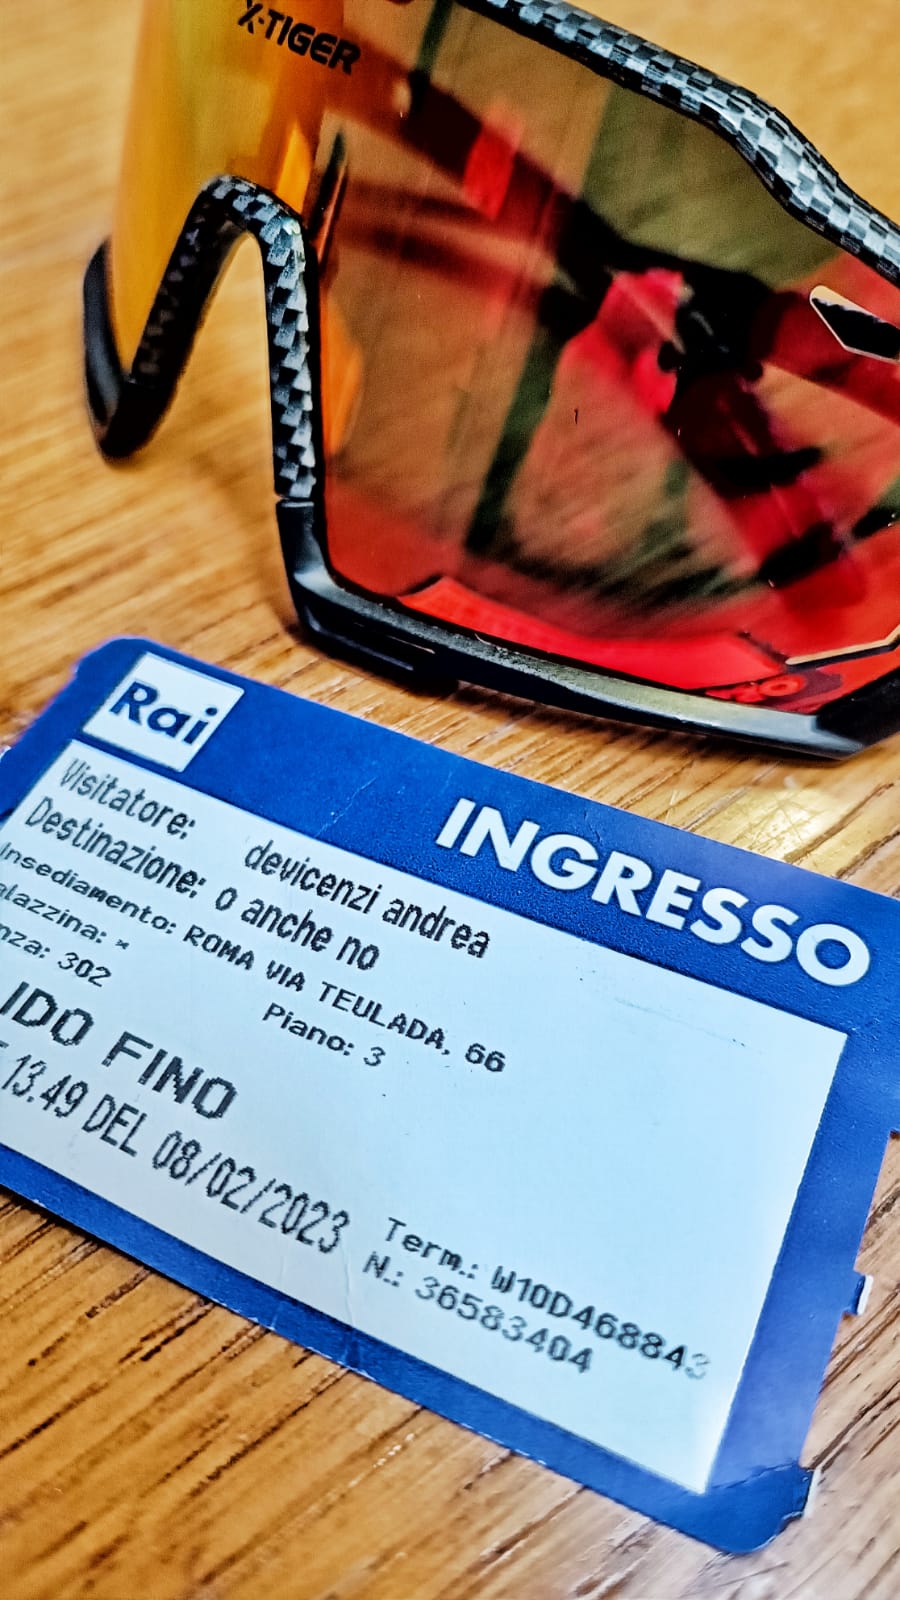 X-TIGER
Rai
INGRESSO
Visitatore: devicenzi andrea
Destinazione: o anche no
Insediamento: ROMA VIA TEULADA, 66
alazzina: *
nza: 302 Piano: 3
IDO FINO
13.49 DEL 08/02/2023
Term.: W10D468843
N.: 36583404